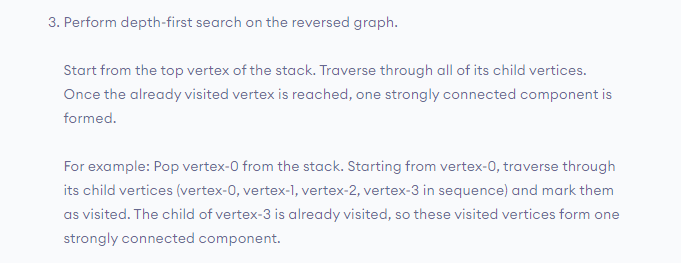 3. Perform depth-first search on the reversed graph.
Start from the top vertex of the stack. Traverse through all of its child vertices.
Once the already visited vertex is reached, one strongly connected component is
formed.
For example: Pop vertex-0 from the stack. Starting from vertex-0, traverse through
its child vertices (vertex-0, vertex-1, vertex-2, vertex-3 in sequence) and mark them
as visited. The child of vertex-3 is already visited, so these visited vertices form one
strongly connected component.